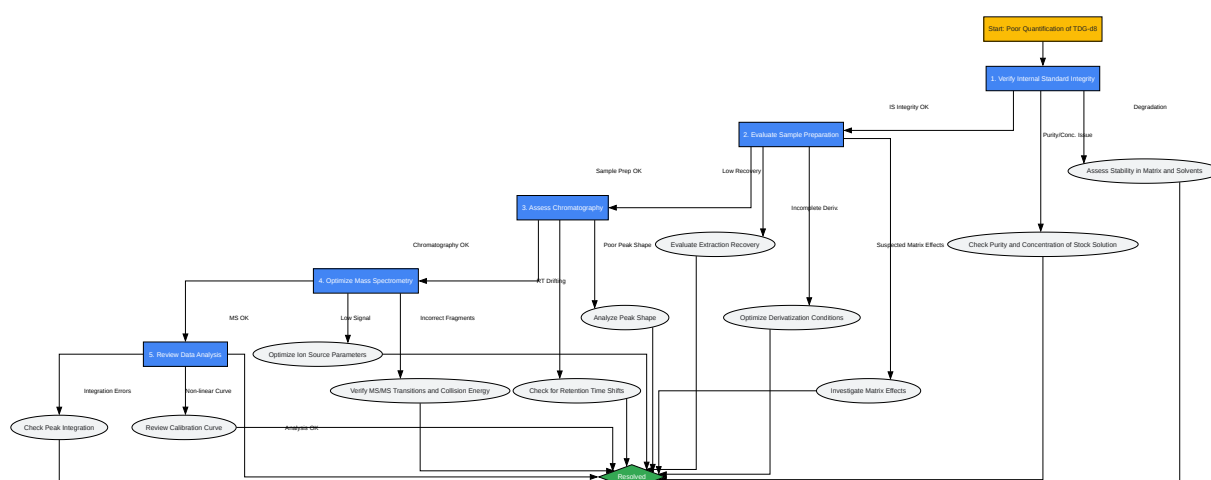 Start: Poor Quantification of TDG-d8
1. Verify Internal Standard Integrity
IS Integrity OK
Degradation
2. Evaluate Sample Preparation
Purity/Conc. Issue
Sample Prep OK
Low Recovery
Assess Stability in Matrix and Solvents
3. Assess Chromatography
Incomplete Deriv.
Chromatography OK
Poor Peak Shape
Evaluate Extraction Recovery
Suspected Matrix Effects
Check Purity and Concentration of Stock Solution
4. Optimize Mass Spectrometry
RT Drifting
MS OK
Low Signal
Incorrect Fragments
Analyze Peak Shape
Optimize Derivatization Conditions
5. Review Data Analysis
Optimize Ion Source Parameters
Integration Errors
Non-linear Curve
Verify MS/MS Transitions and Collision Energy
Check for Retention Time Shifts
Investigate Matrix Effects
Check Peak Integration
Review Calibration Curve
Analysis OK
Resolved